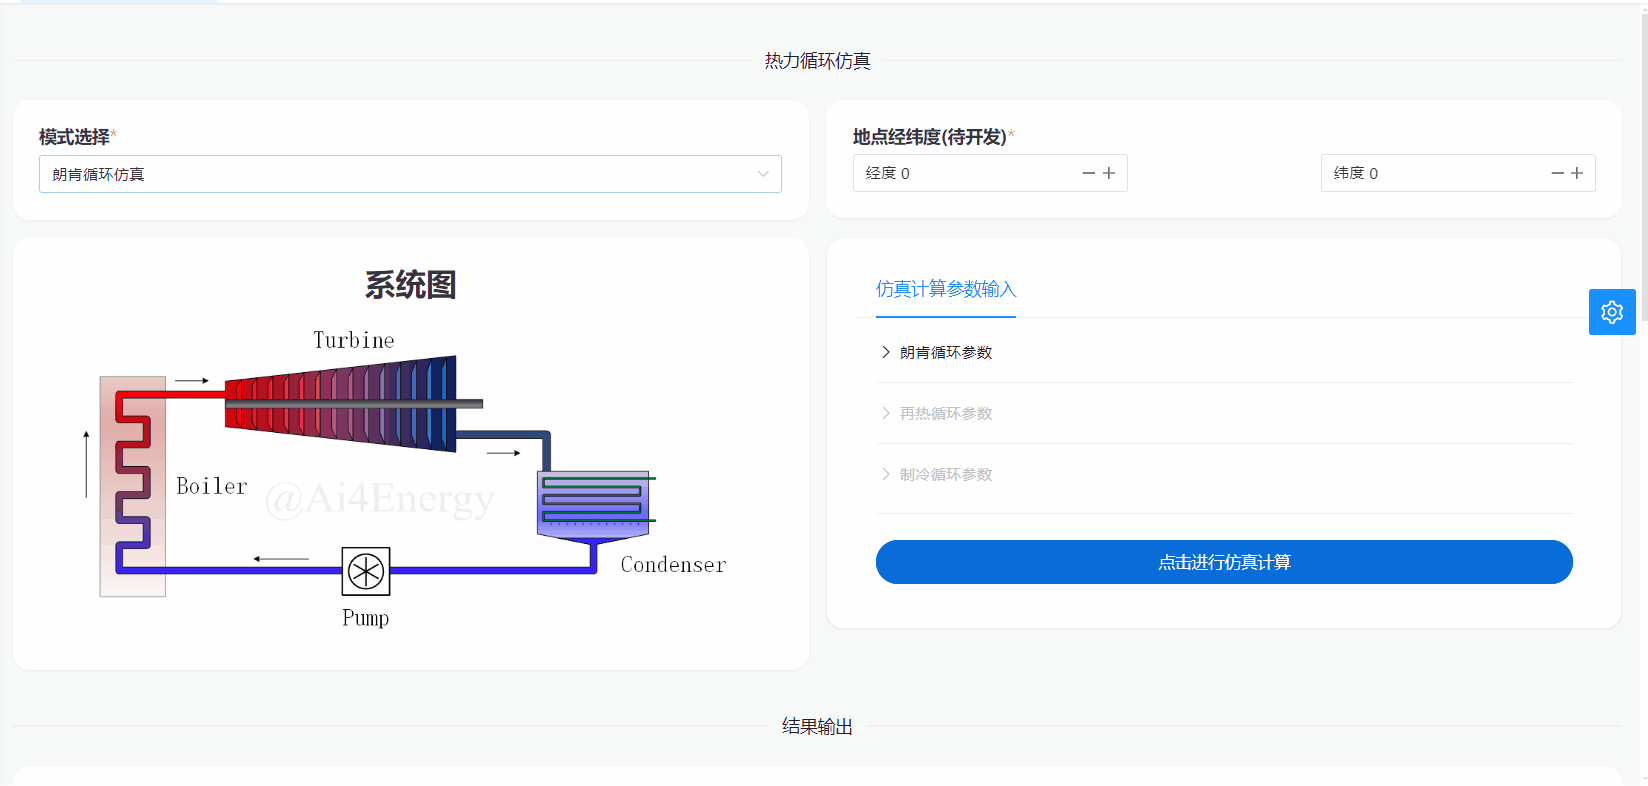 热力循环仿真
模式选择*
朗肯循环仿真
地点经纬度(待开发)*
经度 0
纬度 0
系统图
Turbine
Boiler
@Ai4Energy
Condenser
Pump
仿真计算参数输入
朗肯循环参数
再热循环参数
制冷循环参数
点击进行仿真计算
结果输出